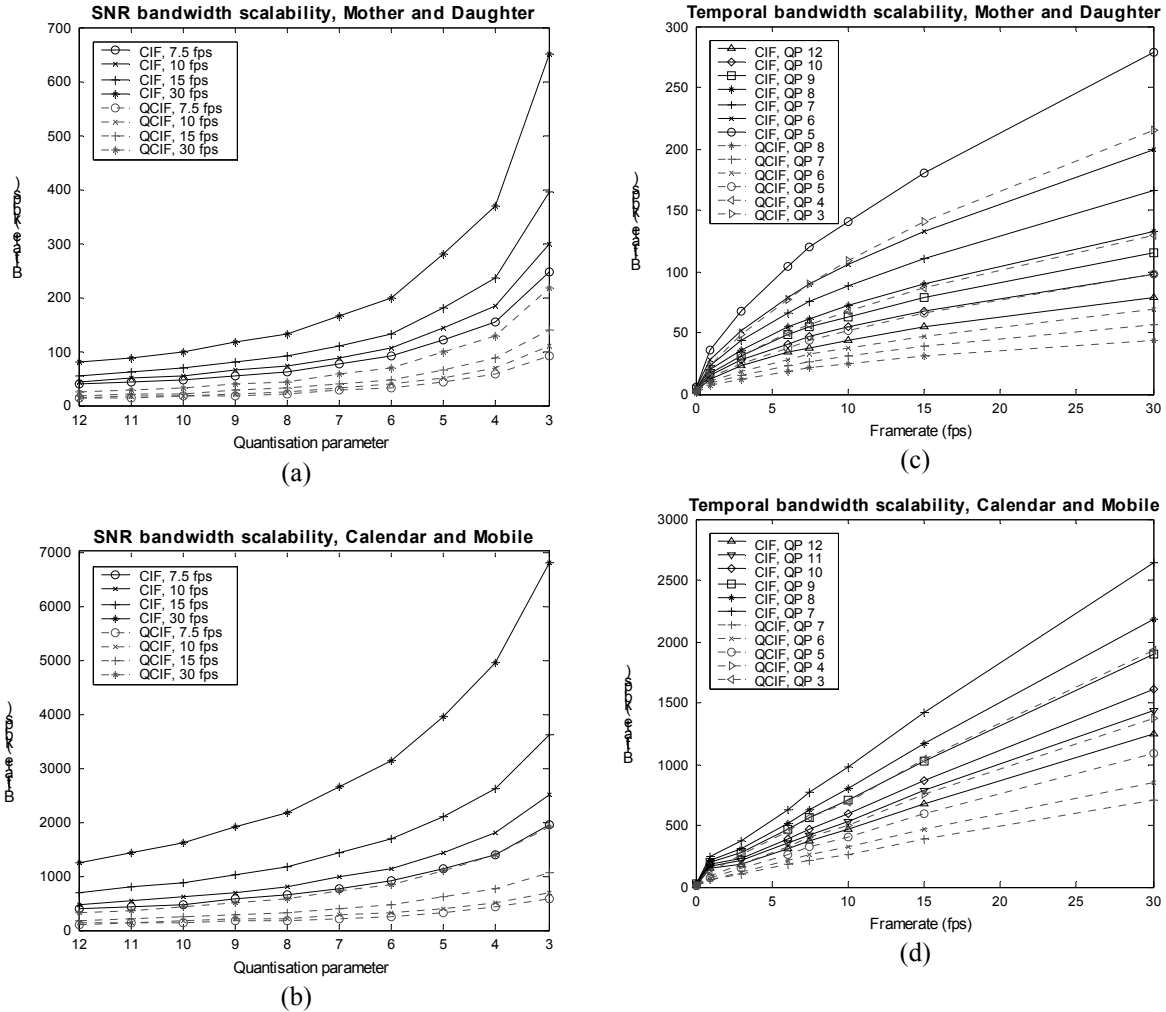 SNR bandwidth scalability, Mother and Daughter
700
600
500
400
300
200
100
0
CIF, 7.5 fps
CIF, 10 fps
CIF, 15 fps
CIF, 30 fps
QCIF, 7.5 fps
QCIF, 10 fps
QCIF, 15 fps
QCIF, 30 fps
Bitrate (kbps)
12 11 10 9 8 7 6 5 4 3
Quantisation parameter
(a)
Temporal bandwidth scalability, Mother and Daughter
300
250
200
150
100
50
0
CIF, QP 12
CIF, QP 10
CIF, QP 9
CIF, QP 8
CIF, QP 7
CIF, QP 6
CIF, QP 5
QCIF, QP 8
QCIF, QP 7
QCIF, QP 6
QCIF, QP 5
QCIF, QP 4
QCIF, QP 3
Bitrate (kbps)
0 5 10 15 20 25 30
Framerate (fps)
(c)
SNR bandwidth scalability, Calendar and Mobile
7000
6000
5000
4000
3000
2000
1000
0
CIF, 7.5 fps
CIF, 10 fps
CIF, 15 fps
CIF, 30 fps
QCIF, 7.5 fps
QCIF, 10 fps
QCIF, 15 fps
QCIF, 30 fps
Bitrate (kbps)
12 11 10 9 8 7 6 5 4 3
Quantisation parameter
(b)
Temporal bandwidth scalability, Calendar and Mobile
3000
2500
2000
1500
1000
500
0
CIF, QP 12
CIF, QP 11
CIF, QP 10
CIF, QP 9
CIF, QP 8
CIF, QP 7
QCIF, QP 7
QCIF, QP 6
QCIF, QP 5
QCIF, QP 4
QCIF, QP 3
Bitrate (kbps)
0 5 10 15 20 25 30
Framerate (fps)
(d)